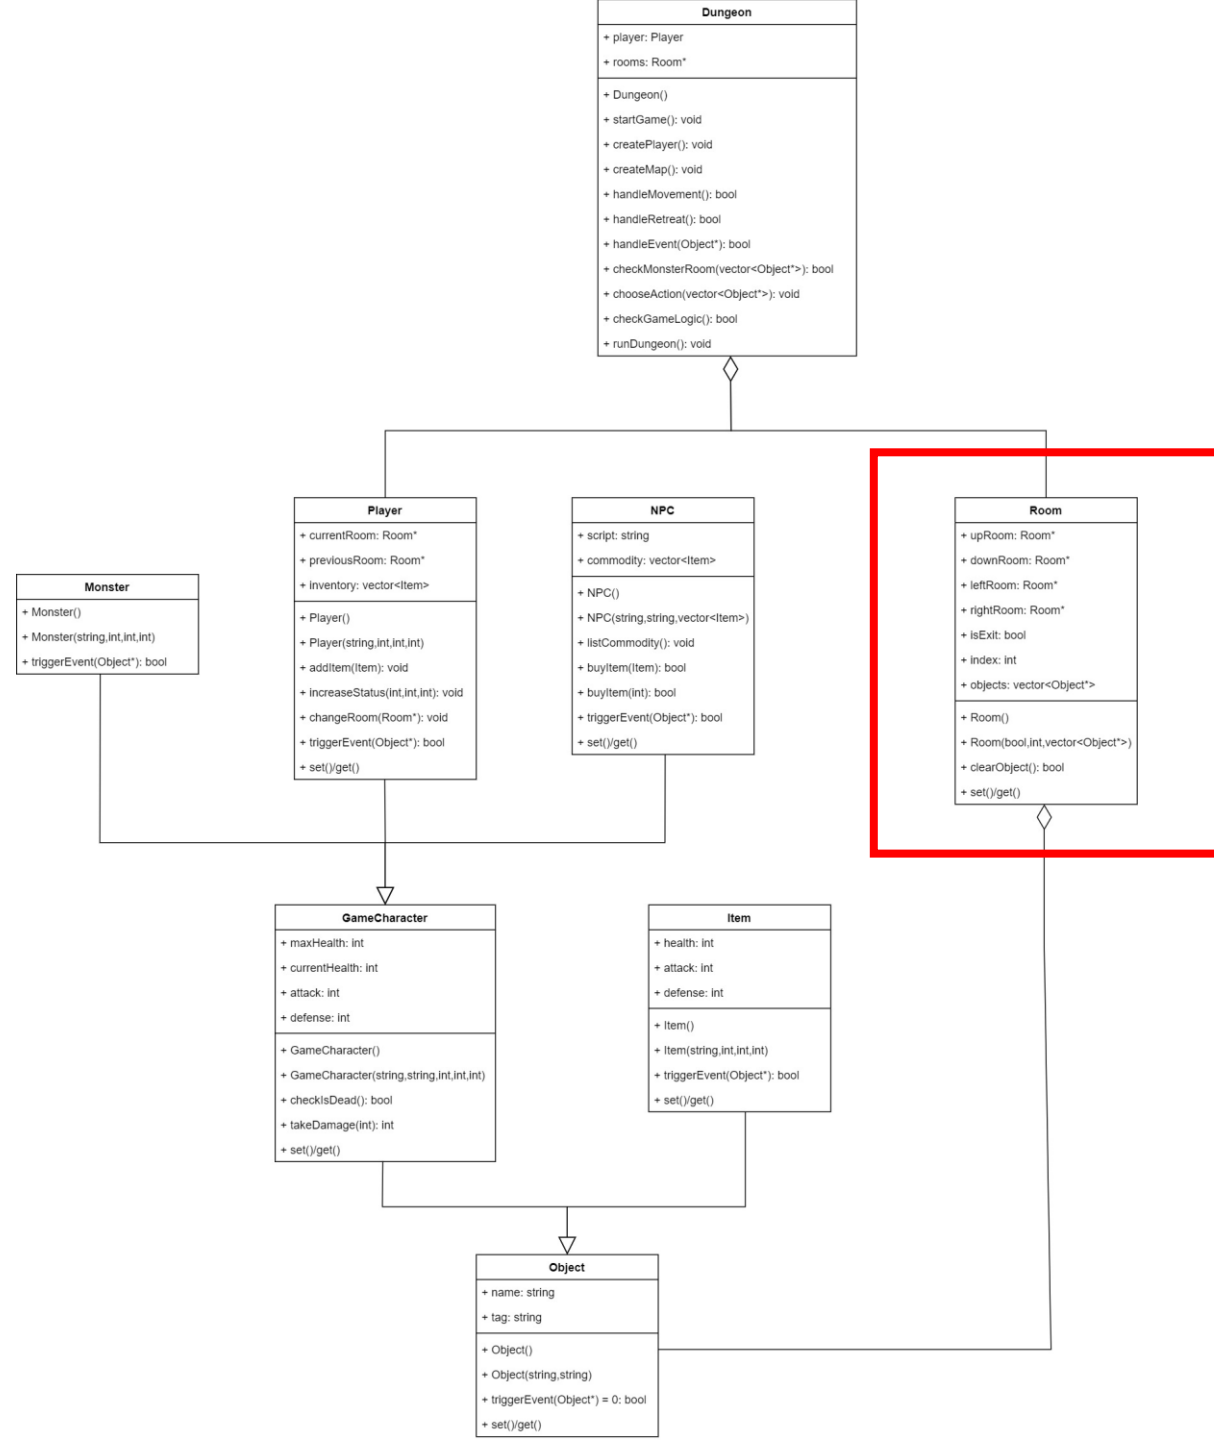 Dungeon
+ player: Player
+ rooms: Room*
+ Dungeon()
+ startGame(): void
+ createPlayer(): void
+ createMap(): void
+ handleMovement(): bool
+ handleRetreat(): bool
+ handleEvent(Object*): bool
+ checkMonsterRoom(vector<Object*>): bool
+ chooseAction(vector<Object*>): void
+ checkGameLogic(): bool
+ runDungeon(): void
Monster
+ Monster()
+ Monster(string,int,int,int)
+ triggerEvent(Object*): bool
Player
+ currentRoom: Room*
+ previousRoom: Room*
+ inventory: vector<Item>
+ Player()
+ Player(string,int,int,int)
+ addItem(Item): void
+ increaseStatus(int,int,int): void
+ changeRoom(Room*): void
+ triggerEvent(Object*): bool
+ set()/get()
NPC
+ script: string
+ commodity: vector<Item>
+ NPC()
+ NPC(string,string,vector<Item>)
+ listCommodity(): void
+ buyItem(Item): bool
+ buyItem(int): bool
+ triggerEvent(Object*): bool
+ set()/get()
Room
+ upRoom: Room*
+ downRoom: Room*
+ leftRoom: Room*
+ rightRoom: Room*
+ isExit: bool
+ index: int
+ objects: vector<Object*>
+ Room()
+ Room(bool,int,vector<Object*>)
+ clearObject(): bool
+ set()/get()
GameCharacter
+ maxHealth: int
+ currentHealth: int
+ attack: int
+ defense: int
+ GameCharacter()
+ GameCharacter(string,string,int,int,int)
+ checkIsDead(): bool
+ takeDamage(int): int
+ set()/get()
Item
+ health: int
+ attack: int
+ defense: int
+ Item()
+ Item(string,int,int,int)
+ triggerEvent(Object*): bool
+ set()/get()
Object
+ name: string
+ tag: string
+ Object()
+ Object(string,string)
+ triggerEvent(Object*) = 0: bool
+ set()/get()